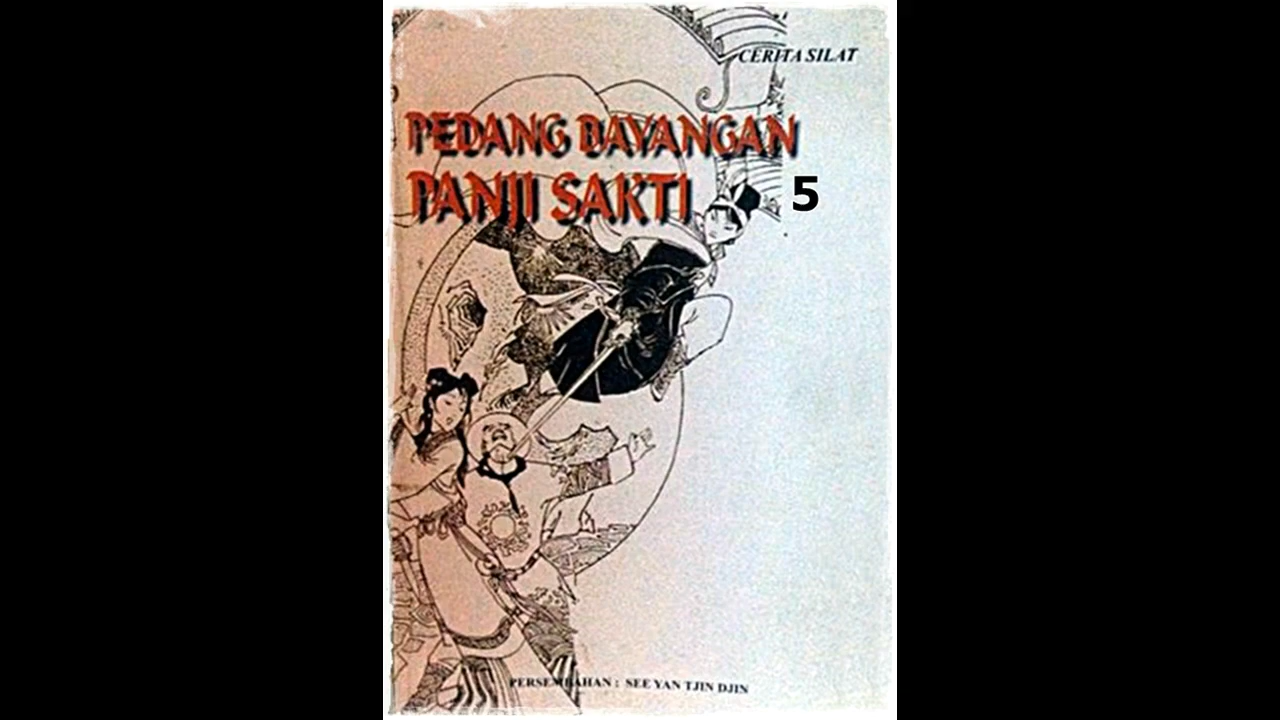 CERITA SILAT
PEDANG BAYANGAN
PANJI SAKTI 5
PERSEMBAHAN : SEE YAN TJIN DJIN